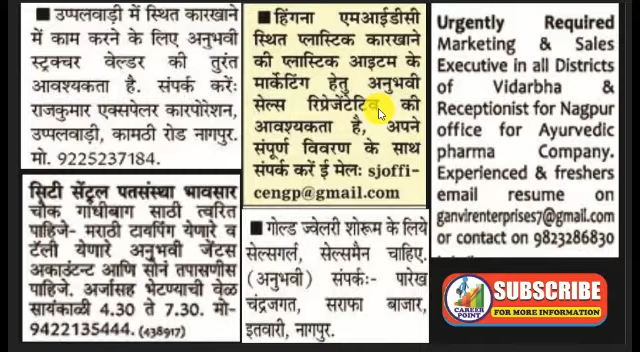 ■ उप्पलवाड़ी में स्थित कारखाने
में काम करने के लिए अनुभवी
स्ट्रक्चर वेल्डर की तुरंत
आवश्यकता है. संपर्क करेंः
राजकुमार एक्सपेलर कारपोरेशन,
उप्पलवाड़ी, कामठी रोड नागपुर.
मो. 9225237184.
सिटी सेंट्रल पतसंस्था भावसार
चौक, गांधीबाग साठी त्वरित
पाहिजे- मराठी टायपिंग येणारे व
टॅली येणारे अनुभवी जेंट्स
अकाउंटन्ट आणि सोनं तपासणीस
पाहिजे. अर्जासह भेटण्याची वेळ
सायंकाळी 4.30 ते 7.30. मो-
9422135444. (438917)
■ हिंगना एमआईडीसी
स्थित प्लास्टिक कारखाने
की प्लास्टिक आइटम के
मार्केटिंग हेतु अनुभवी
सेल्स रिप्रेजेंटेटिव की
आवश्यकता है, अपने
संपूर्ण विवरण के साथ
संपर्क करें ई मेलः sjoffi-
cengp@gmail.com
■ गोल्ड ज्वेलरी शोरूम के लिये
सेल्सगर्ल, सेल्समैन चाहिए.
(अनुभवी) संपर्कः- पारेख
चंद्रजगत, सराफा बाजार,
इतवारी, नागपुर.
Urgently Required
Marketing & Sales
Executive in all Districts
of Vidarbha &
Receptionist for Nagpur
office for Ayurvedic
pharma Company.
Experienced & freshers
email resume on
ganvirenterprises7@gmail.com
or contact on 9823286830
CAREER
POINT
SUBSCRIBE
FOR MORE INFORMATION